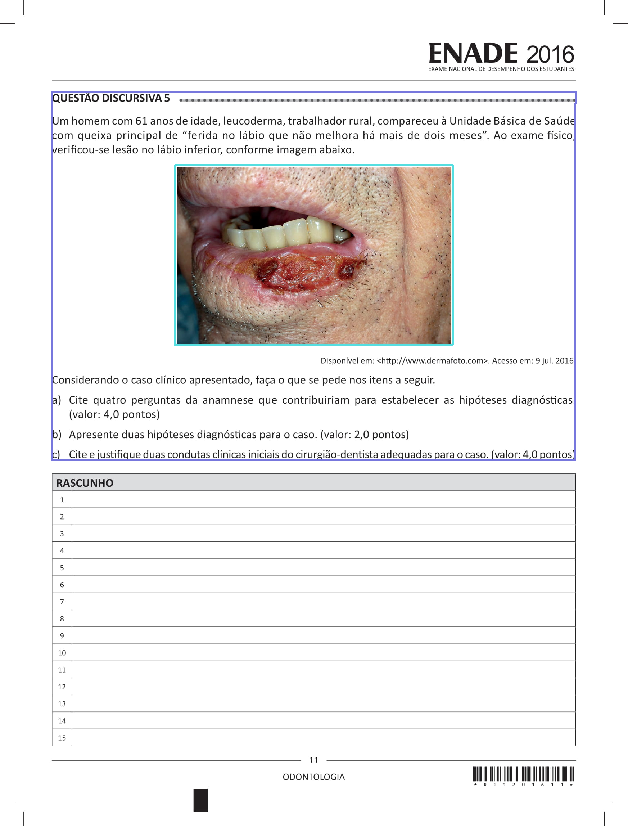 ENADE 2016
EXAME NACIONAL DE DESEMPENHO DOS ESTUDANTES
QUESTÃO DISCURSIVA 5
Um homem com 61 anos de idade, leucoderma, trabalhador rural, compareceu à Unidade Básica de Saúde
com queixa principal de “ferida no lábio que não melhora há mais de dois meses”. Ao exame físico,
verificou-se lesão no lábio inferior, conforme imagem abaixo.
Disponível em: <http://www.dermafoto.com>. Acesso em: 9 jul. 2016.
Considerando o caso clínico apresentado, faça o que se pede nos itens a seguir.
a) Cite quatro perguntas da anamnese que contribuiriam para estabelecer as hipóteses diagnósticas.
(valor: 4,0 pontos)
b) Apresente duas hipóteses diagnósticas para o caso. (valor: 2,0 pontos)
c) Cite e justifique duas condutas clínicas iniciais do cirurgião-dentista adequadas para o caso. (valor: 4,0 pontos)
RASCUNHO
1
2
3
4
5
6
7
8
9
10
11
12
13
14
15
11
ODONTOLOGIA